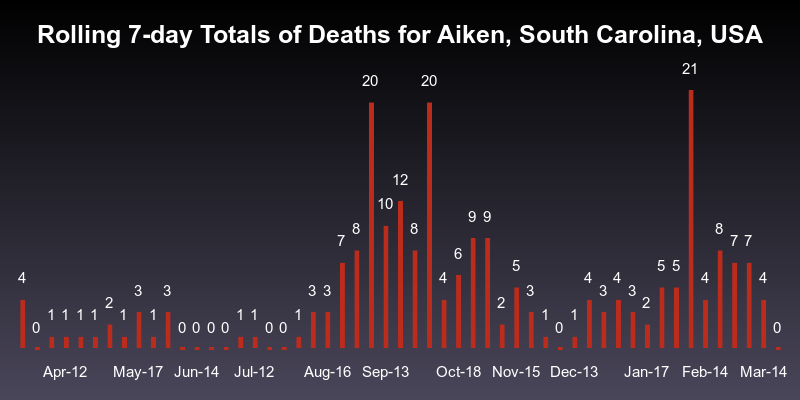 Rolling 7-day Totals of Deaths for Aiken, South Carolina, USA
4 0 1 1 1 1 2 1 3 1 3 0 0 0 0 1 1 0 0 1 3 3 7 8 20 10 12 8 20 4 6 9 9 2 5 3 1 0 1 4 3 4 3 2 5 5 21 4 8 7 7 4 0
Apr-12 May-17 Jun-14 Jul-12 Aug-16 Sep-13 Oct-18 Nov-15 Dec-13 Jan-17 Feb-14 Mar-14